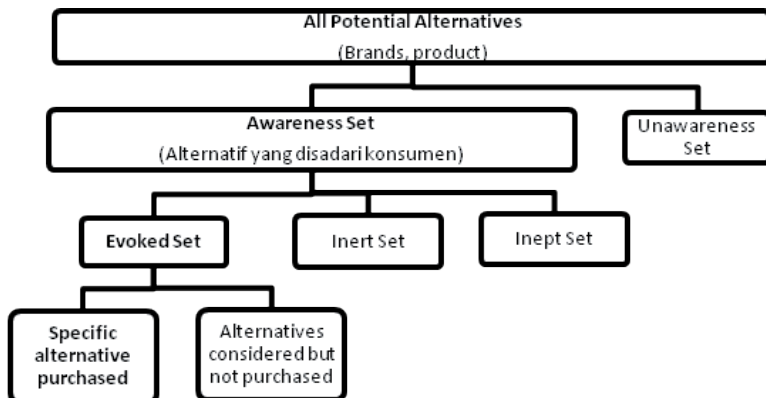 All Potential Alternatives
(Brands, product)
Awareness Set
(Alternatif yang disadari konsumen)
Unawareness
Set
Evoked Set
Inert Set
Inept Set
Specific
alternative
purchased
Alternatives
considered but
not purchased